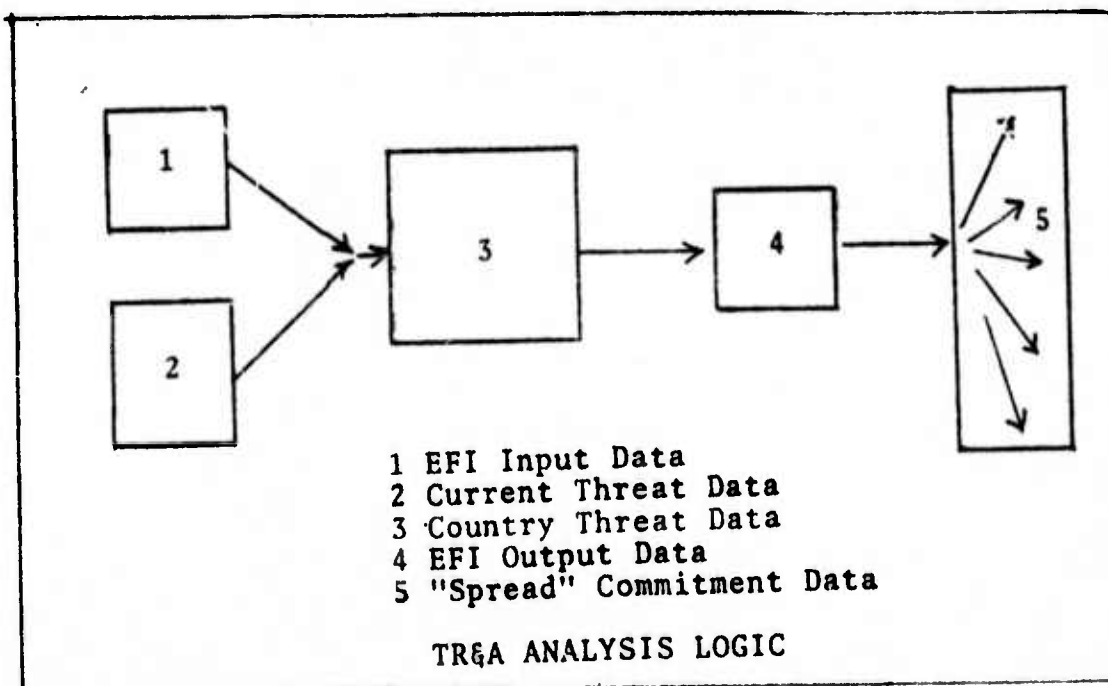 1
2
3
4
5
1 EFI Input Data
2 Current Threat Data
3 Country Threat Data
4 EFI Output Data
5 "Spread" Commitment Data
TR&A ANALYSIS LOGIC